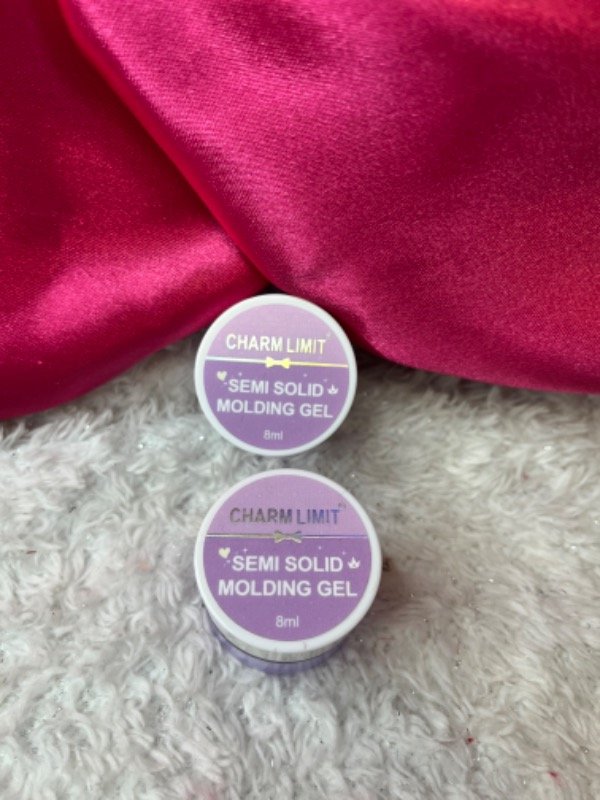 CHARM LIMIT
SEMI SOLID
MOLDING GEL
8ml
CHARM LIMIT
SEMI SOLID
MOLDING GEL
8ml